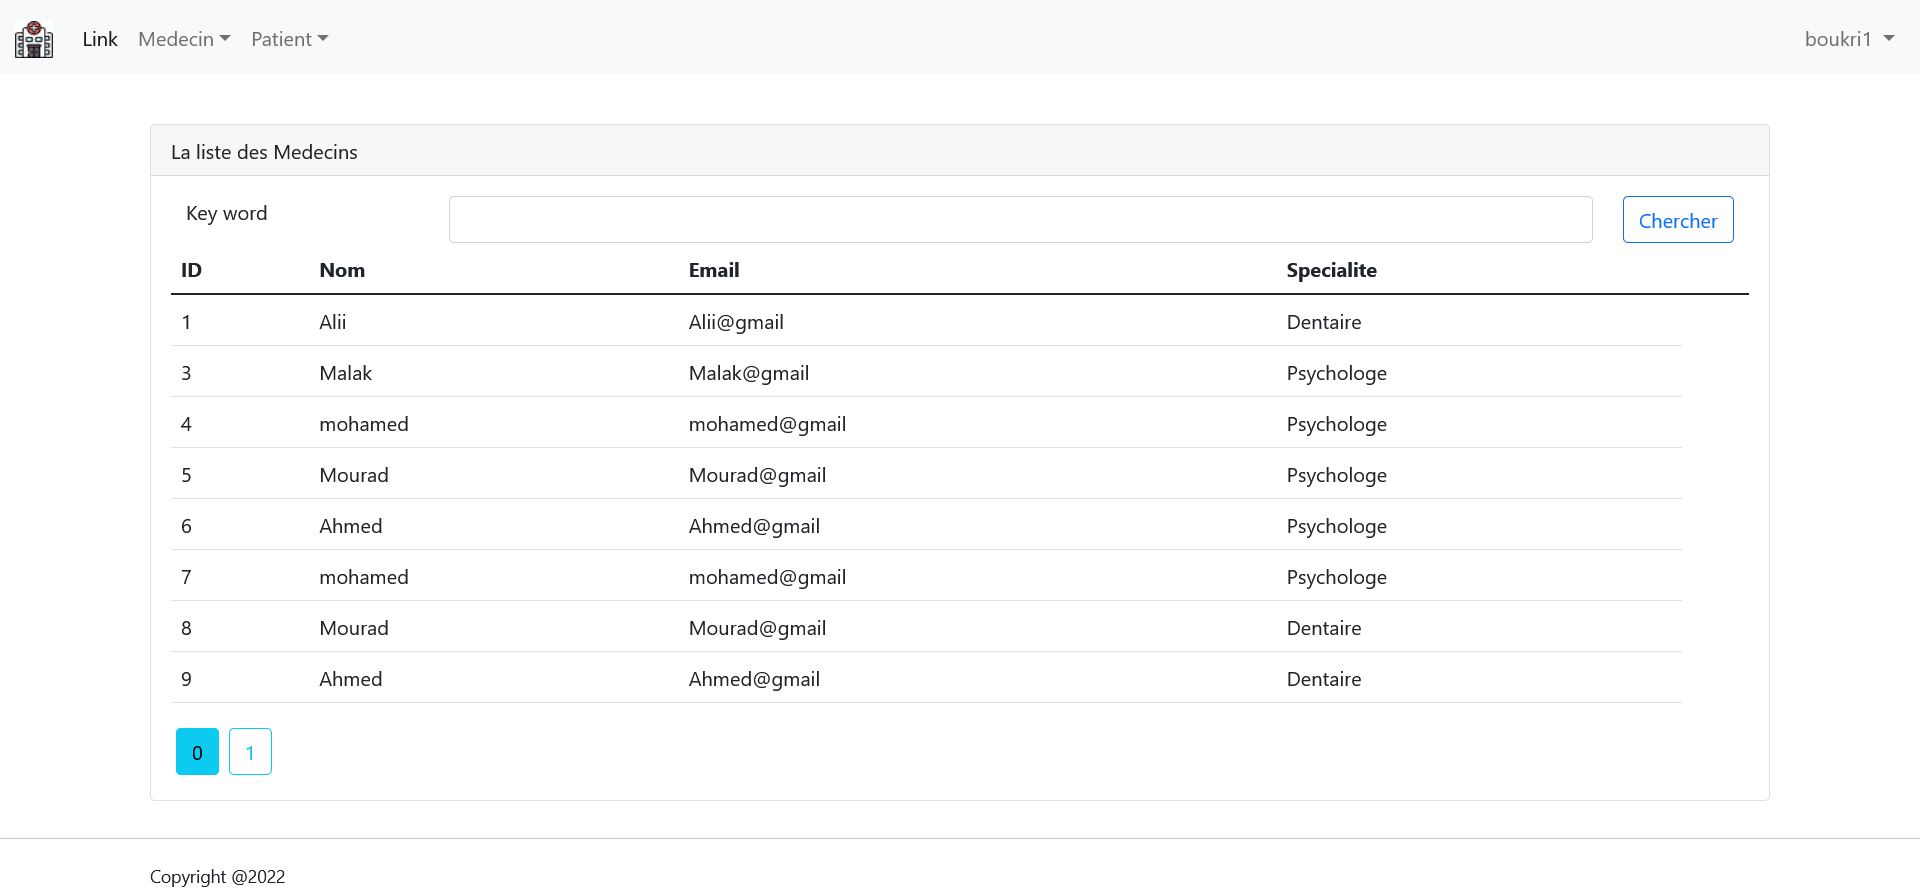 Link Medecin Patient boukri1
La liste des Medecins
Key word Chercher
ID Nom Email Specialite
1 Alii Alii@gmail Dentaire
3 Malak Malak@gmail Psychologe
4 mohamed mohamed@gmail Psychologe
5 Mourad Mourad@gmail Psychologe
6 Ahmed Ahmed@gmail Psychologe
7 mohamed mohamed@gmail Psychologe
8 Mourad Mourad@gmail Dentaire
9 Ahmed Ahmed@gmail Dentaire
0 1
Copyright @2022